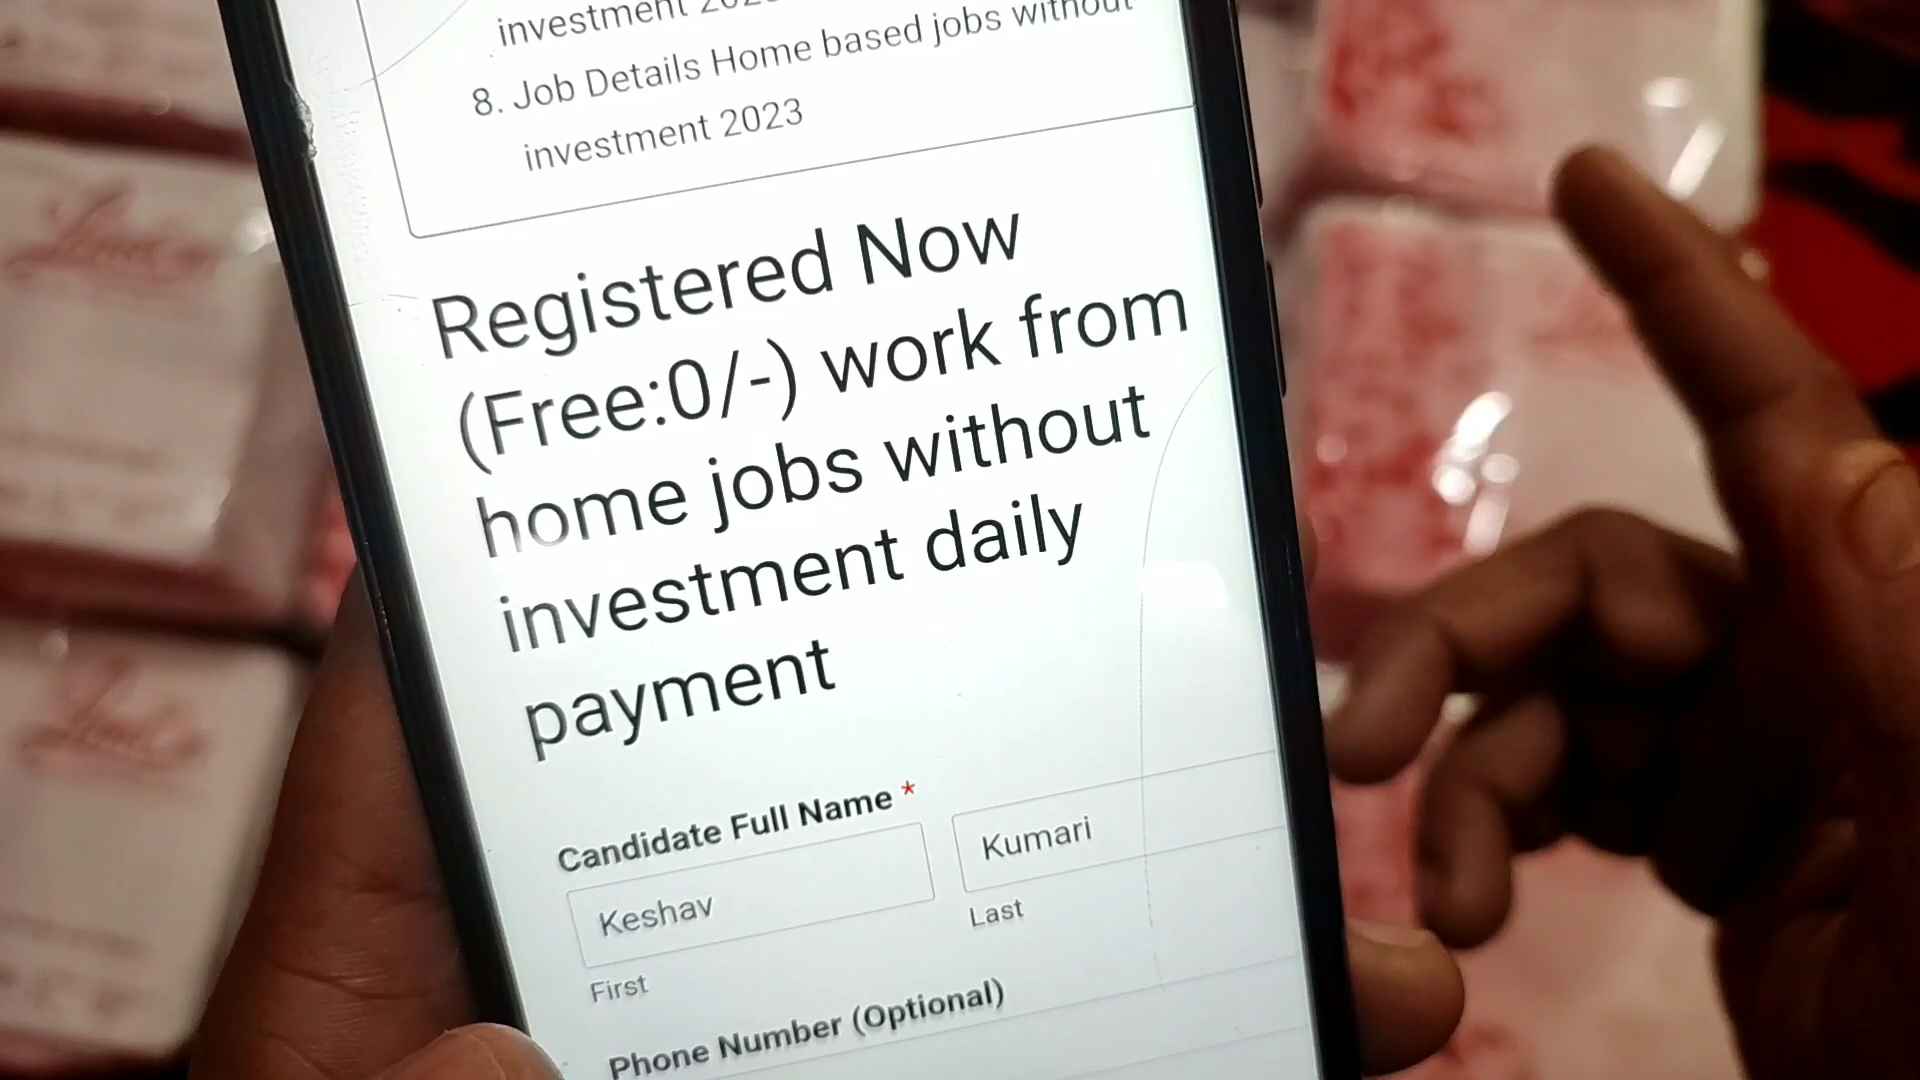 investment
8. Job Details Home based jobs without
investment 2023
Registered Now
(Free:0/-) work from
home jobs without
investment daily
payment
Candidate Full Name *
Keshav
Kumari
First
Last
Phone Number (Optional)